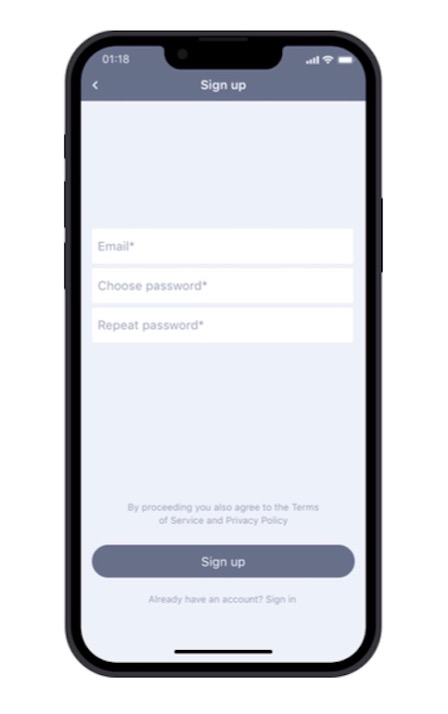 01:18
Sign up
Email*
Choose password*
Repeat password*
By proceeding you also agree to the Terms
of Service and Privacy Policy
Sign up
Already have an account? Sign in